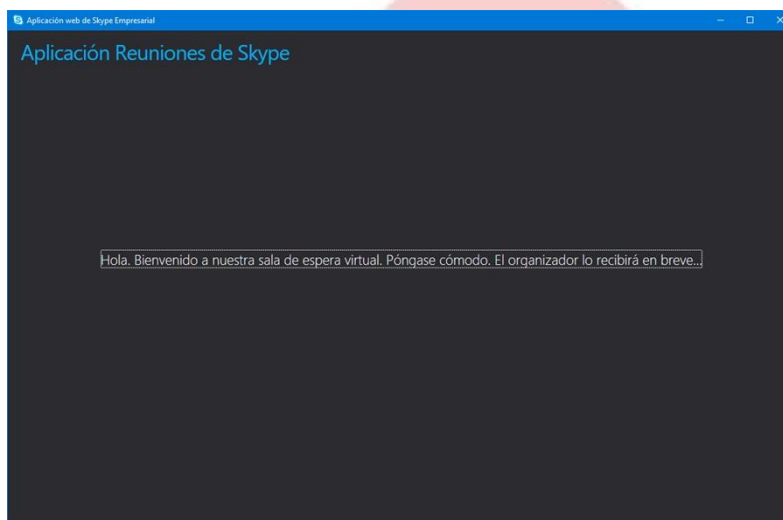 Aplicación web de Skype Empresarial
Aplicación Reuniones de Skype
Hola. Bienvenido a nuestra sala de espera virtual. Póngase cómodo. El organizador lo recibirá en breve...